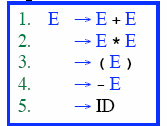 1. E → E + E
2. → E * E
3. → ( E )
4. → - E
5. → ID